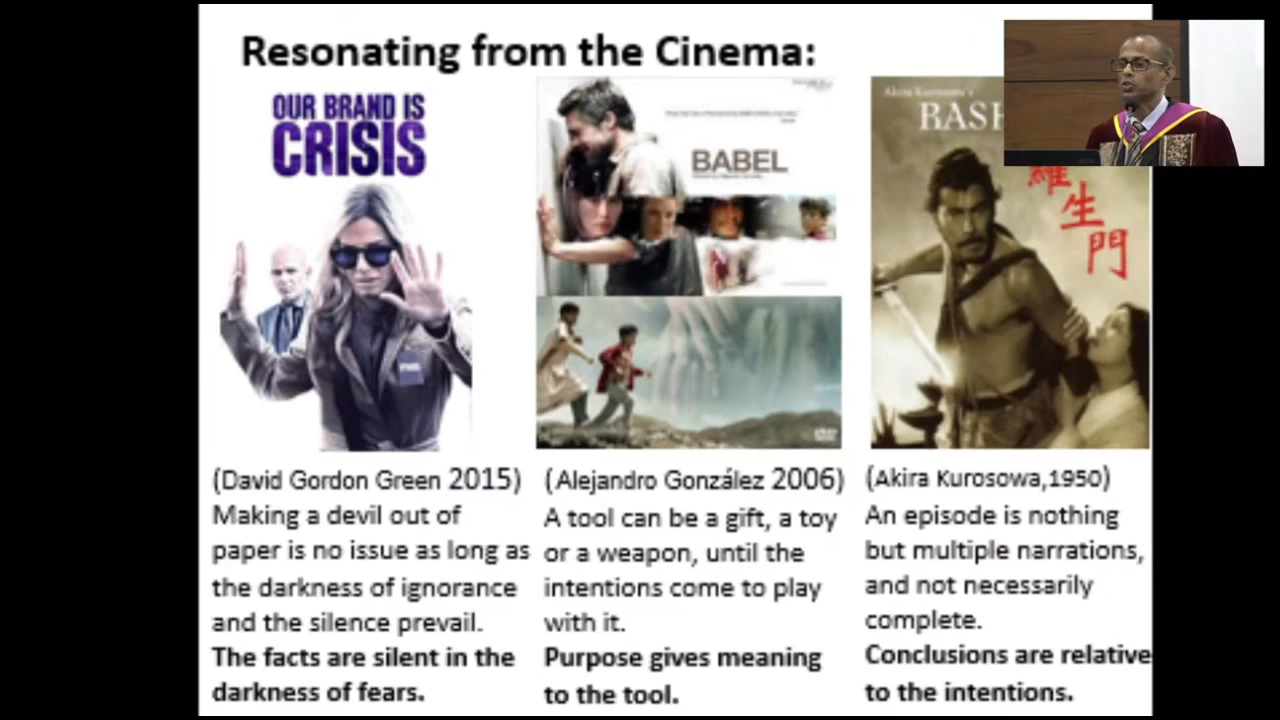 Resonating from the Cinema:
OUR BRAND IS
CRISIS
BABEL
Akira Kurosawa's
RASH
羅
生
門
(David Gordon Green 2015)
Making a devil out of
paper is no issue as long as
the darkness of ignorance
and the silence prevail.
The facts are silent in the
darkness of fears.
(Alejandro González 2006)
A tool can be a gift, a toy
or a weapon, until the
intentions come to play
with it.
Purpose gives meaning
to the tool.
(Akira Kurosowa,1950)
An episode is nothing
but multiple narrations,
and not necessarily
complete.
Conclusions are relative
to the intentions.